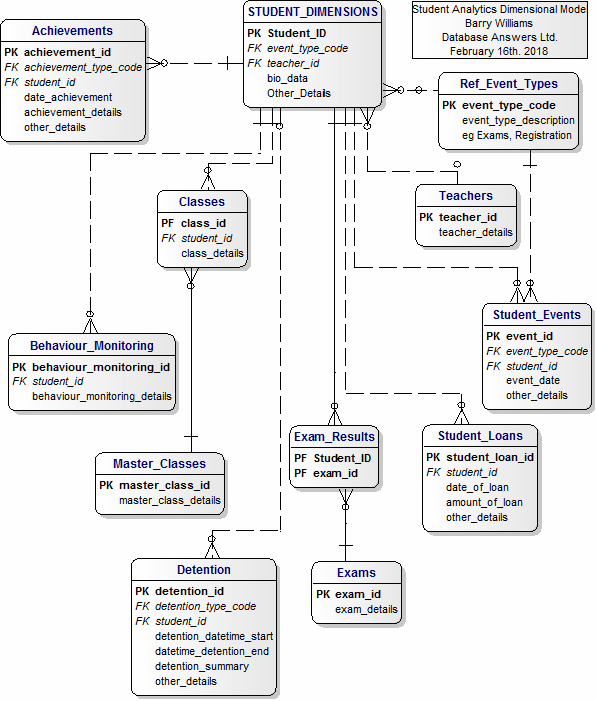 Student Analytics Dimensional Model
Barry Williams
Database Answers Ltd.
February 16th. 2018
STUDENT_DIMENSIONS
PK Student_ID
FK event_type_code
FK teacher_id
bio_data
Other_Details
Achievements
PK achievement_id
FK achievement_type_code
FK student_id
date_achievement
achievement_details
other_details
Ref_Event_Types
PK event_type_code
event_type_description
eg Exams, Registration
Classes
PF class_id
FK student_id
class_details
Teachers
PK teacher_id
teacher_details
Student_Events
PK event_id
FK event_type_code
FK student_id
event_date
other_details
Behaviour_Monitoring
PK behaviour_monitoring_id
FK student_id
behaviour_monitoring_details
Exam_Results
PF Student_ID
PF exam_id
Student_Loans
PK student_loan_id
FK student_id
date_of_loan
amount_of_loan
other_details
Master_Classes
PK master_class_id
master_class_details
Detention
PK detention_id
FK detention_type_code
FK student_id
detention_datetime_start
datetime_detention_end
detention_summary
other_details
Exams
PK exam_id
exam_details